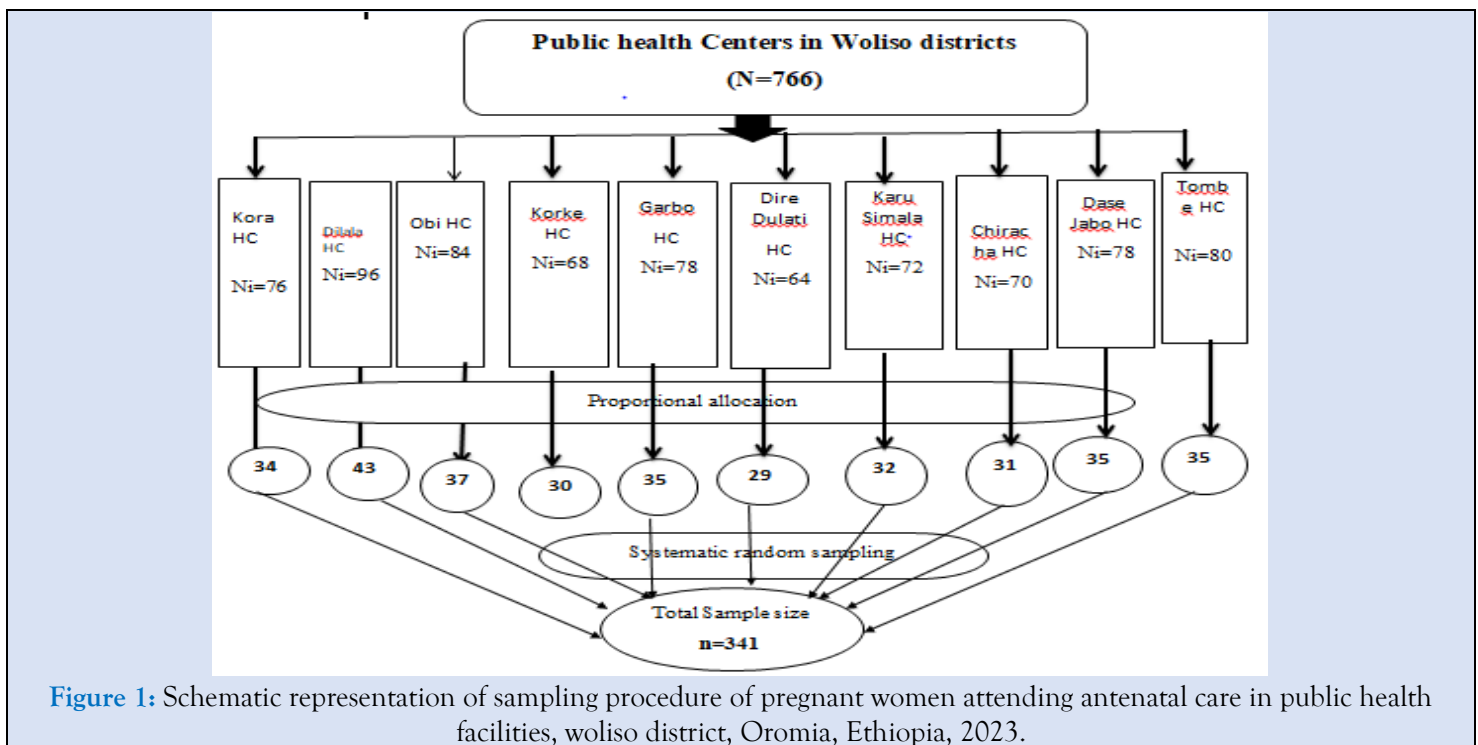 Public health Centers in Woliso districts
(N=766)
Kora
HC
Ni=76
Dilala
HC
Ni=96
Obi HC
Ni=84
Korke
HC
Ni=68
Garbo
HC
Ni=78
Dire
Dulati
HC
Ni=64
Karu
Simala
HC
Ni=72
Chirac
ha HC
Ni=70
Dase
Jabo HC
Ni=78
Tomb
e HC
Ni=80
Proportional allocation
34
43
37
30
35
29
32
31
35
35
Systematic random sampling
Total Sample size
n=341
Figure 1: Schematic representation of sampling procedure of pregnant women attending antenatal care in public health
facilities, woliso district, Oromia, Ethiopia, 2023.